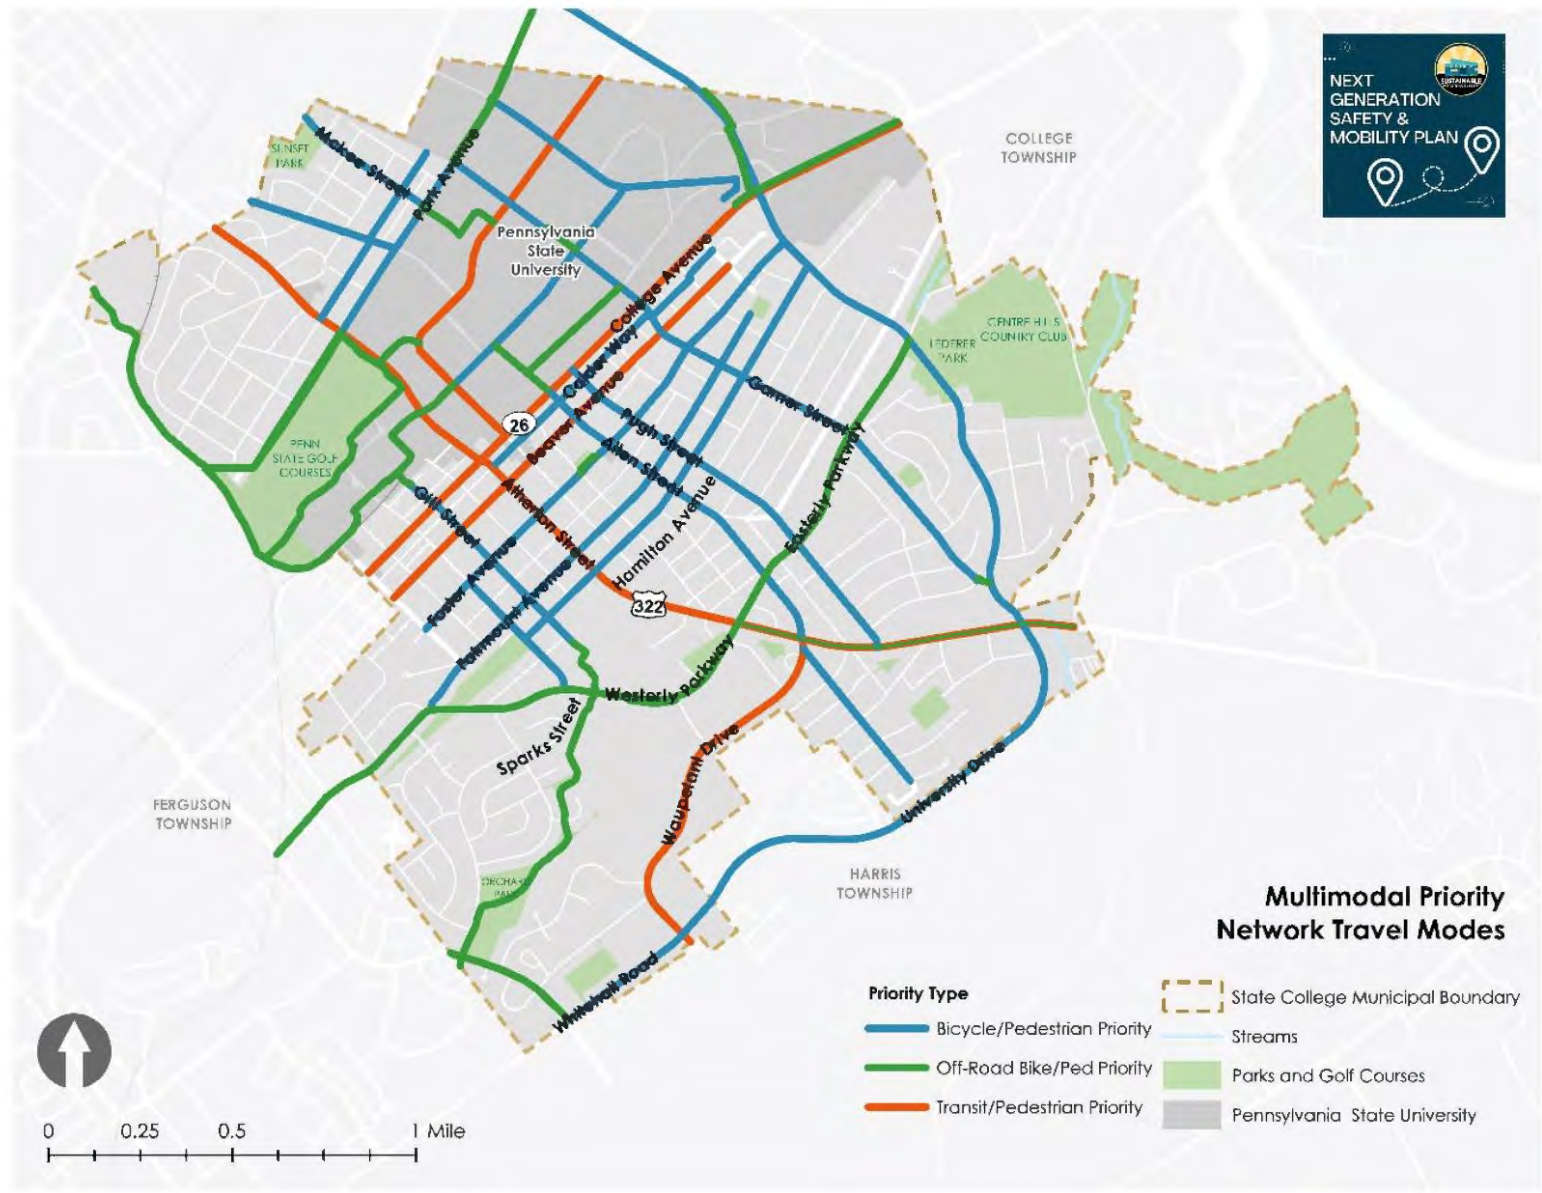 NEXT
GENERATION
SAFETY &
MOBILITY PLAN
SUSTAINABLE
COLLEGE
TOWNSHIP
SUNSET
PARK
McKee Street
Park Avenue
Pennsylvania
State
University
College Avenue
CENTRE HILLS
COUNTRY CLUB
LEDERER
PARK
Calder Way
Garner Street
Beaver Avenue
26
Pugh Street
Allen Street
Easterly Parkway
PENN
STATE GOLF
COURSES
Gill Street
Atherton Street
Hamilton Avenue
Foster Avenue
Fairmount Avenue
322
Westerly Parkway
Sparks Street
Waupelani Drive
University Drive
FERGUSON
TOWNSHIP
HARRIS
TOWNSHIP
ORCHARD
PARK
Whitehall Road
Multimodal Priority
Network Travel Modes
Priority Type
Bicycle/Pedestrian Priority
Off-Road Bike/Ped Priority
Transit/Pedestrian Priority
State College Municipal Boundary
Streams
Parks and Golf Courses
Pennsylvania State University
0 0.25 0.5 1 Mile